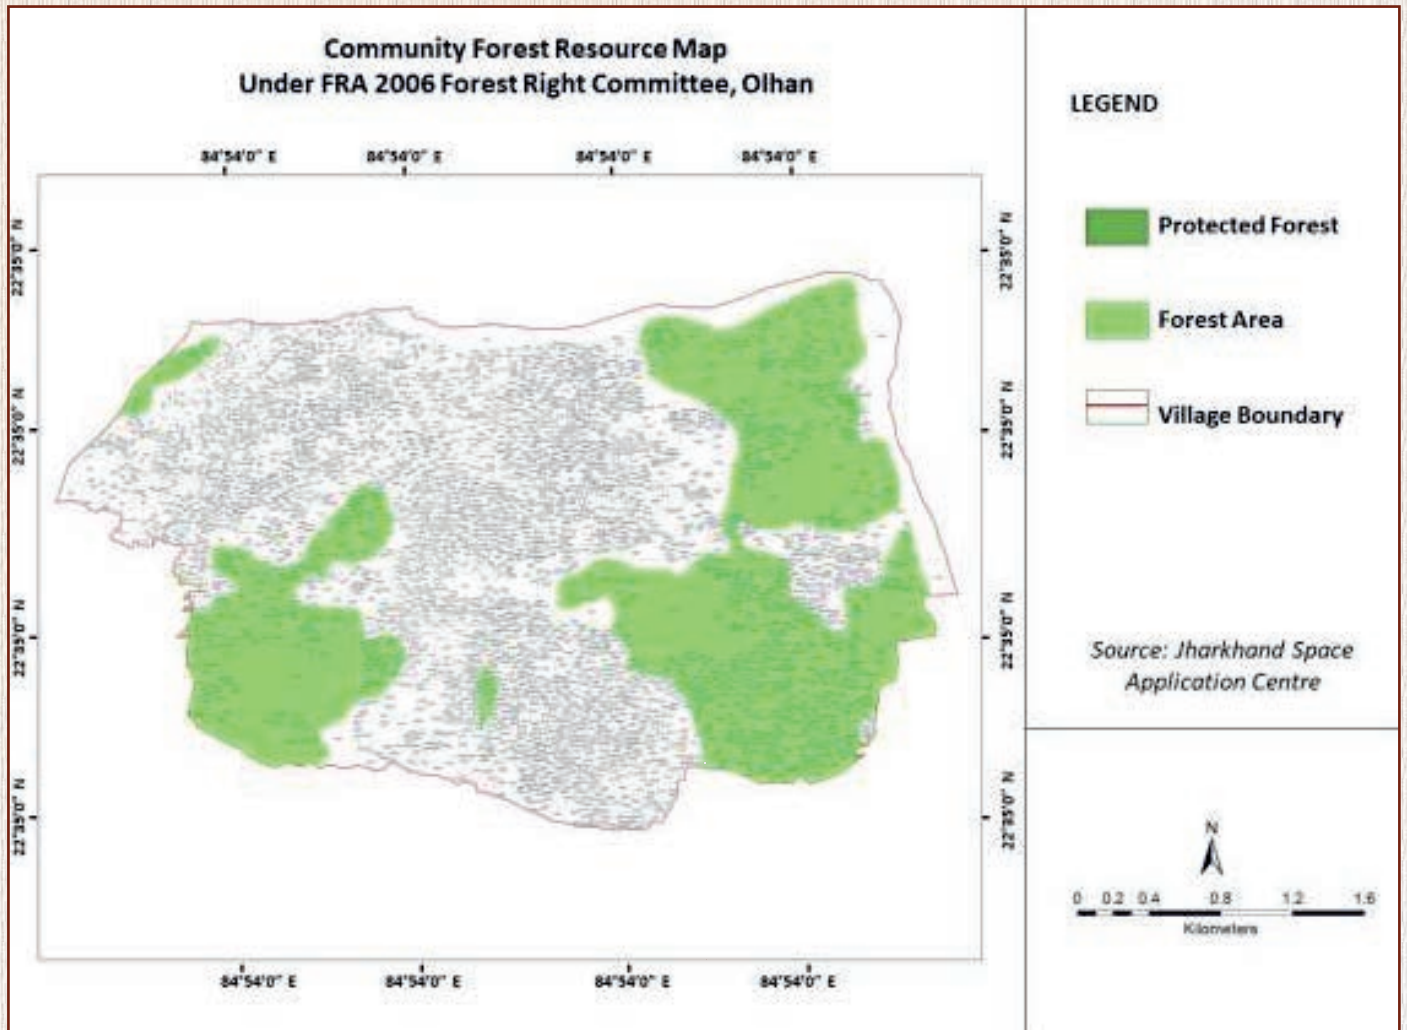 Community Forest Resource Map
Under FRA 2006 Forest Right Committee, Olhan
84°54'0" E 84°54'0" E 84°54'0" E 84°54'0" E
22°35'0" N
22°35'0" N
22°35'0" N
22°35'0" N
22°35'0" N
22°35'0" N
22°35'0" N
22°35'0" N
84°54'0" E 84°54'0" E 84°54'0" E 84°54'0" E
LEGEND
Protected Forest
Forest Area
Village Boundary
Source: Jharkhand Space
Application Centre
N
0 0.2 0.4 0.8 1.2 1.6
Kilometers